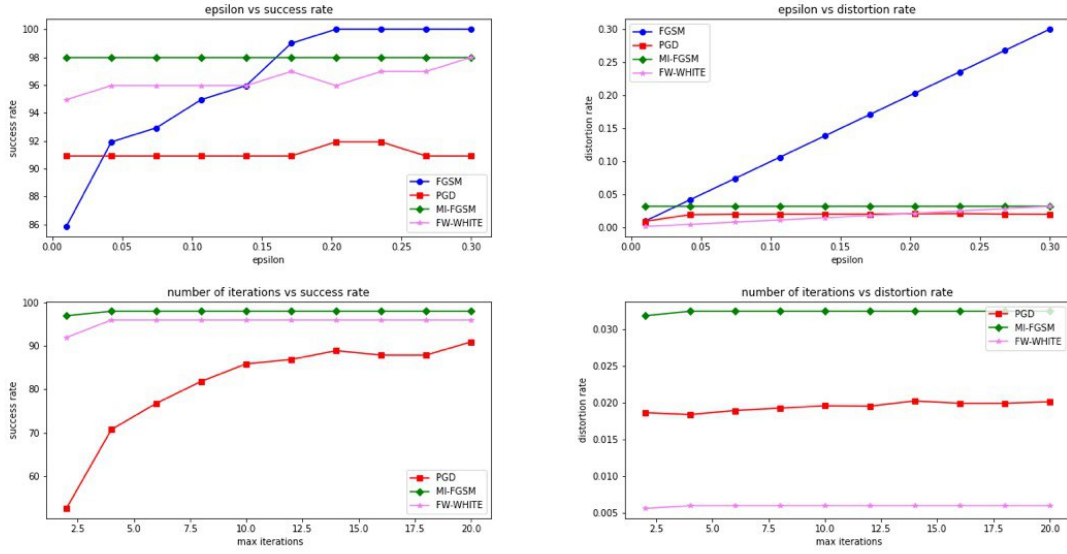 epsilon vs success rate
100
98
96
94
92
90
88
86
success rate
0.00
0.05
0.10
0.15
0.20
0.25
0.30
epsilon
FGSM
PGD
MI-FGSM
FW-WHITE
epsilon vs distortion rate
0.30
0.25
0.20
0.15
0.10
0.05
0.00
distortion rate
0.00
0.05
0.10
0.15
0.20
0.25
0.30
epsilon
FGSM
PGD
MI-FGSM
FW-WHITE
number of iterations vs success rate
100
90
80
70
60
success rate
2.5
5.0
7.5
10.0
12.5
15.0
17.5
20.0
max iterations
PGD
MI-FGSM
FW-WHITE
number of iterations vs distortion rate
0.030
0.025
0.020
0.015
0.010
0.005
distortion rate
2.5
5.0
7.5
10.0
12.5
15.0
17.5
20.0
max iterations
PGD
MI-FGSM
FW-WHITE